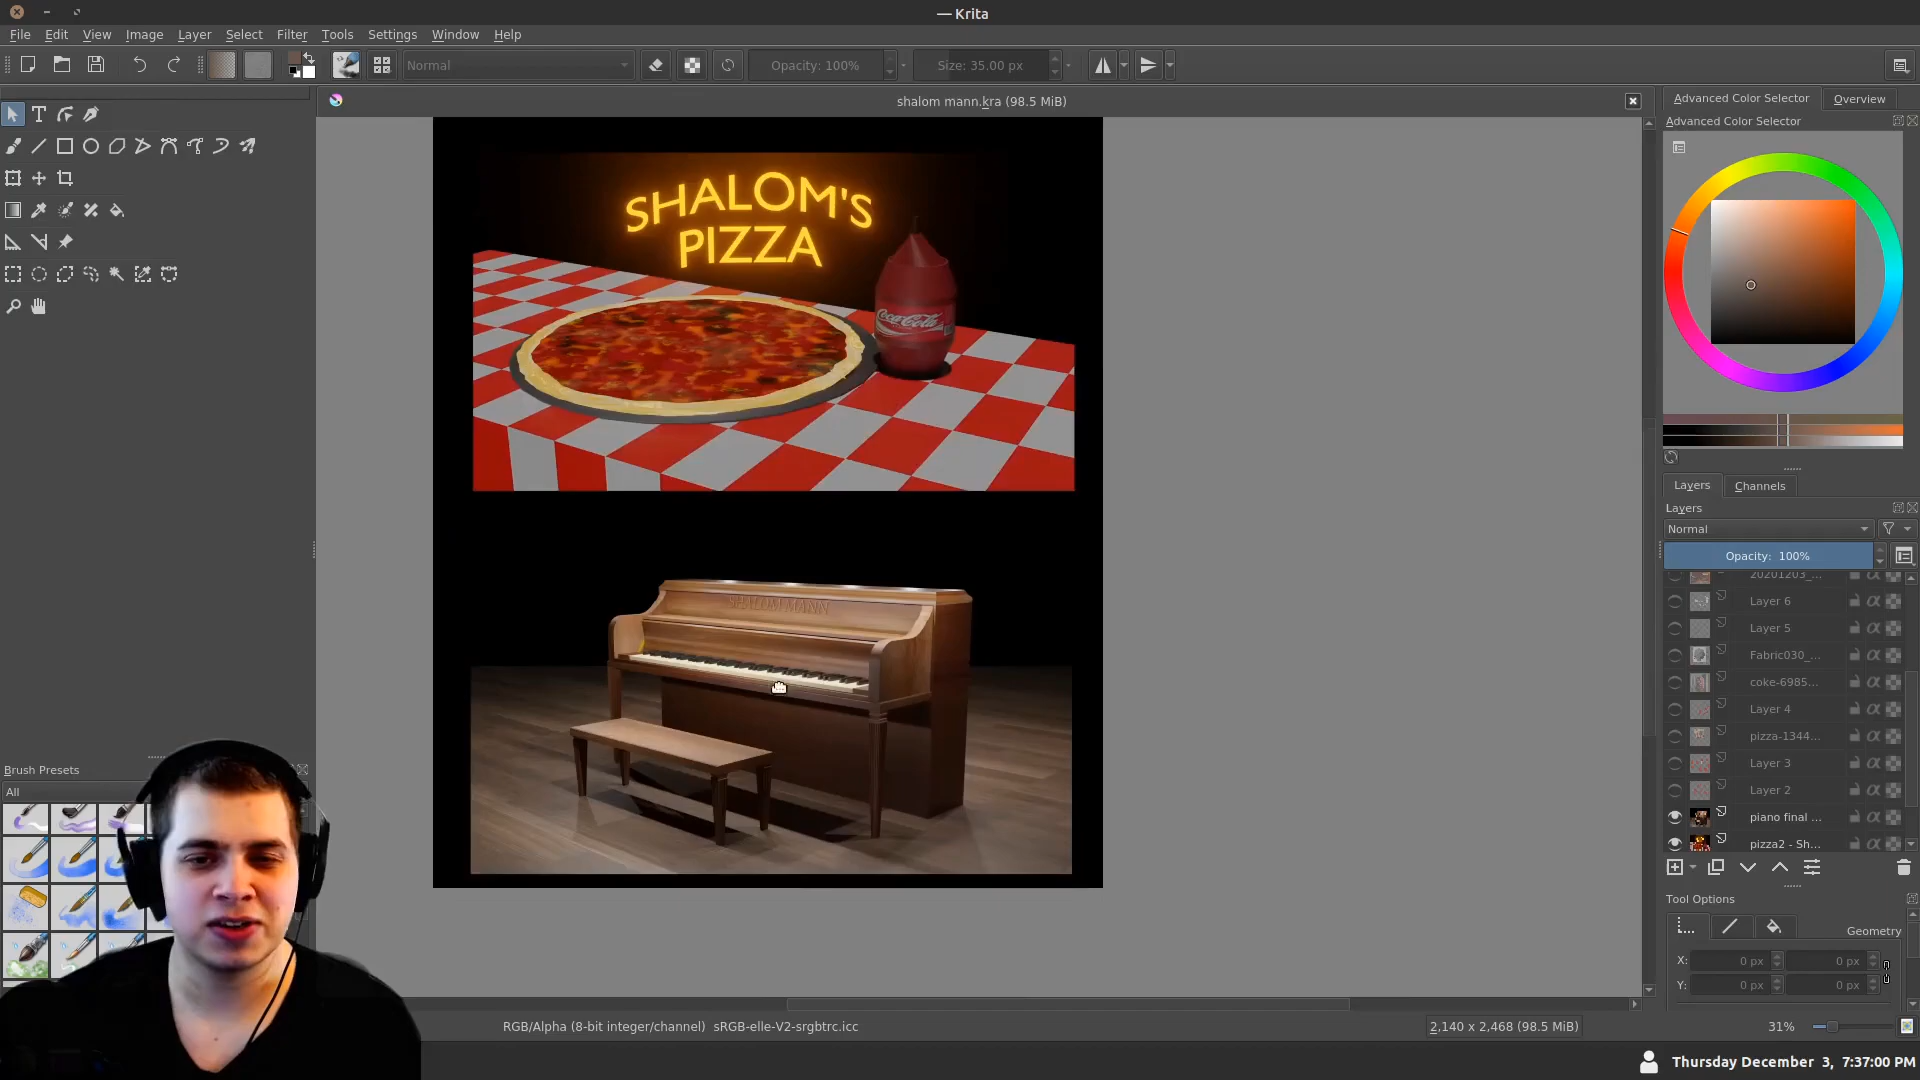 — Krita
File Edit View Image Layer Select Filter Tools Settings Window Help
Normal
Opacity: 100%
Size: 35.00 px
shalom mann.kra (98.5 MiB)
Advanced Color Selector
Overview
Advanced Color Selector
SHALOM's
PIZZA
Coca-Cola
SHALOM MANN
Layers
Channels
Layers
Normal
Opacity: 100%
20201203_...
Layer 6
Layer 5
Fabric030_...
coke-6985...
Layer 4
pizza-1344...
Layer 3
Layer 2
piano final ...
pizza2 - Sh...
Brush Presets
All
Tool Options
Geometry
X: 0 px 0 px
Y: 0 px 0 px
RGB/Alpha (8-bit integer/channel) sRGB-elle-V2-srgbtrc.icc
2,140 x 2,468 (98.5 MiB)
31%
Thursday December 3, 7:37:00 PM